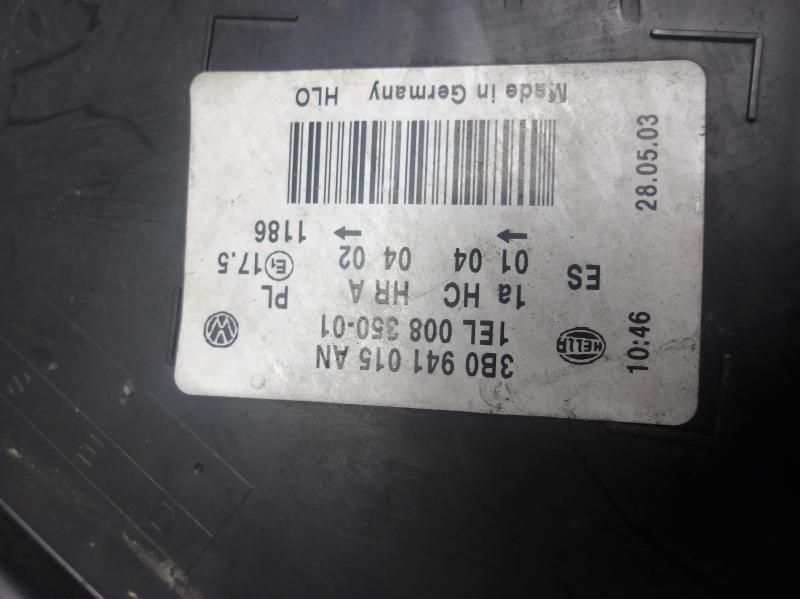 3B0 941 015 AN
1EL 008 350-01
HELLA
ES 1a HC HR A PL
01 04 04 02 E1 17.5
← → 1186
Made in Germany HLO
10:46 28.05.03